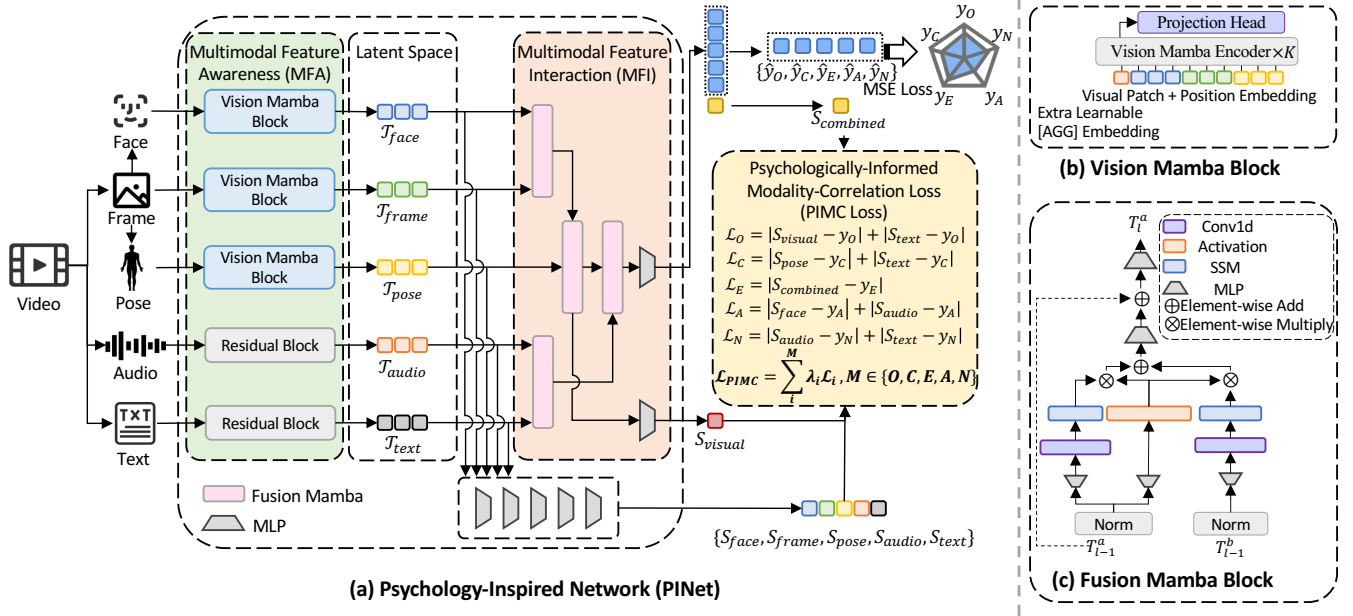 Multimodal Feature
Awareness (MFA)
Latent Space
Multimodal Feature
Interaction (MFI)
Face
Frame
Pose
Video
Audio
TXT
Text
Vision Mamba
Block
Vision Mamba
Block
Vision Mamba
Block
Residual Block
Residual Block
𝒯_face
𝒯_frame
𝒯_pose
𝒯_audio
𝒯_text
Fusion Mamba
MLP
{ŷ_O, ŷ_C, ŷ_E, ŷ_A, ŷ_N}
MSE Loss
y_O
y_C
y_N
y_E
y_A
S_combined
Psychologically-Informed
Modality-Correlation Loss
(PIMC Loss)
ℒ_O = |S_visual − y_O| + |S_text − y_O|
ℒ_C = |S_pose − y_C| + |S_text − y_C|
ℒ_E = |S_combined − y_E|
ℒ_A = |S_face − y_A| + |S_audio − y_A|
ℒ_N = |S_audio − y_N| + |S_text − y_N|
ℒ_PIMC = ∑_i^M λ_i ℒ_i , M ∈ {O, C, E, A, N}
S_visual
{S_face, S_frame, S_pose, S_audio, S_text}
(a) Psychology-Inspired Network (PINet)
Projection Head
Vision Mamba Encoder×K
Visual Patch + Position Embedding
Extra Learnable
[AGG] Embedding
(b) Vision Mamba Block
T_l^a
Conv1d
Activation
SSM
MLP
Element-wise Add
Element-wise Multiply
Norm
Norm
T_{l−1}^a
T_{l−1}^b
(c) Fusion Mamba Block